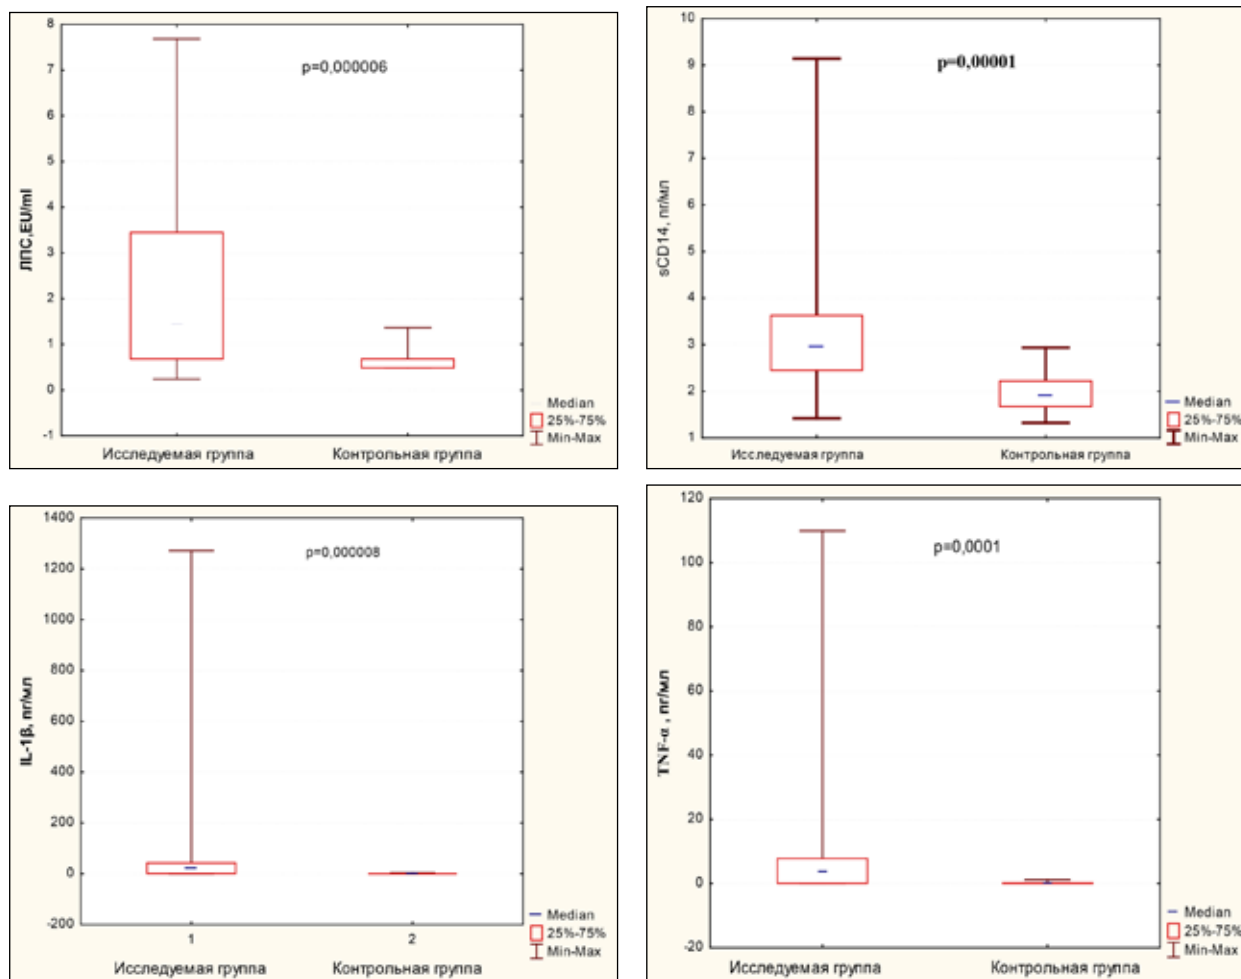 8
7
6
5
4
3
2
1
0
-1
ЛПС,EU/ml
p=0,000006
Исследуемая группа
Контрольная группа
Median
25%-75%
Min-Max
10
9
8
7
6
5
4
3
2
1
sCD14, пг/мл
p=0,00001
Исследуемая группа
Контрольная группа
Median
25%-75%
Min-Max
1400
1200
1000
800
600
400
200
0
-200
IL-1β, пг/мл
p=0,000008
1
2
Исследуемая группа
Контрольная группа
Median
25%-75%
Min-Max
120
100
80
60
40
20
0
-20
TNF-α , пг/мл
p=0,0001
Исследуемая группа
Контрольная группа
Median
25%-75%
Min-Max